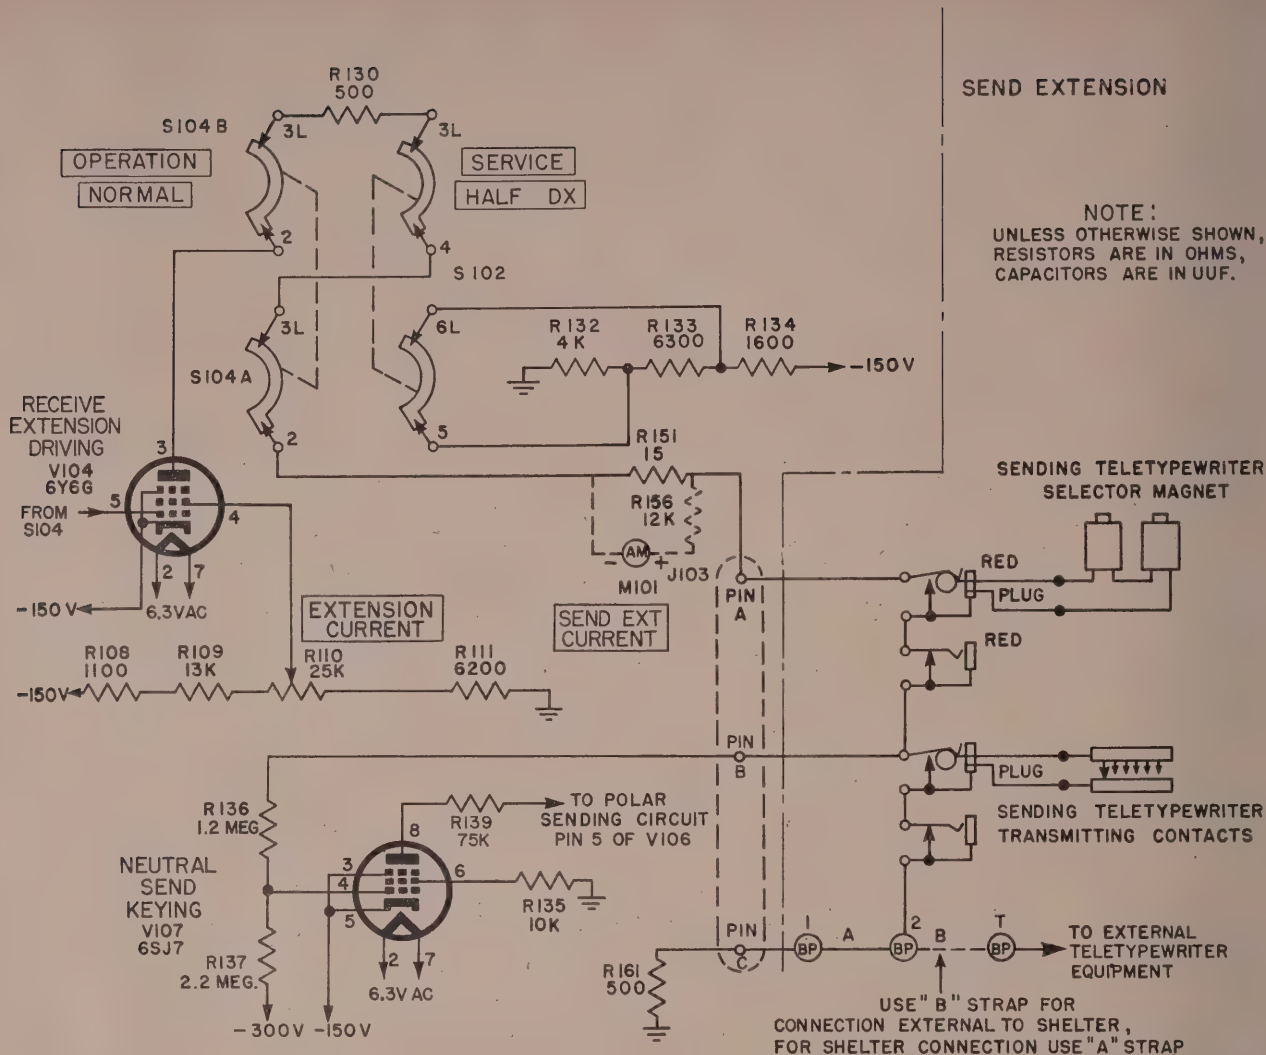 SEND EXTENSION
NOTE:
UNLESS OTHERWISE SHOWN,
RESISTORS ARE IN OHMS,
CAPACITORS ARE IN UUF.
R130
500
S104B
3L
3L
OPERATION
NORMAL
SERVICE
HALF DX
2
4
S102
3L
6L
S104A
2
5
R132
4K
R133
6300
R134
1600
-150V
RECEIVE
EXTENSION
DRIVING
V104
6Y6G
3
5
4
FROM
S104
2
7
-150V
6.3VAC
R151
15
R156
12K
AM
-
+
J103
M101
SEND EXT
CURRENT
EXTENSION
CURRENT
R108
1100
R109
13K
R110
25K
R111
6200
-150V
PIN
A
SENDING TELETYPEWRITER
SELECTOR MAGNET
RED
PLUG
RED
PIN
B
PLUG
SENDING TELETYPEWRITER
TRANSMITTING CONTACTS
R136
1.2 MEG
8
R139
75K
TO POLAR
SENDING CIRCUIT
PIN 5 OF V106
NEUTRAL
SEND
KEYING
V107
6SJ7
3
4
5
6
R135
10K
R137
2.2 MEG.
2
7
6.3V AC
-300V -150V
R161
500
PIN
C
1
BP
A
2
BP
B
T
BP
TO EXTERNAL
TELETYPEWRITER
EQUIPMENT
USE "B" STRAP FOR
CONNECTION EXTERNAL TO SHELTER,
FOR SHELTER CONNECTION USE "A" STRAP